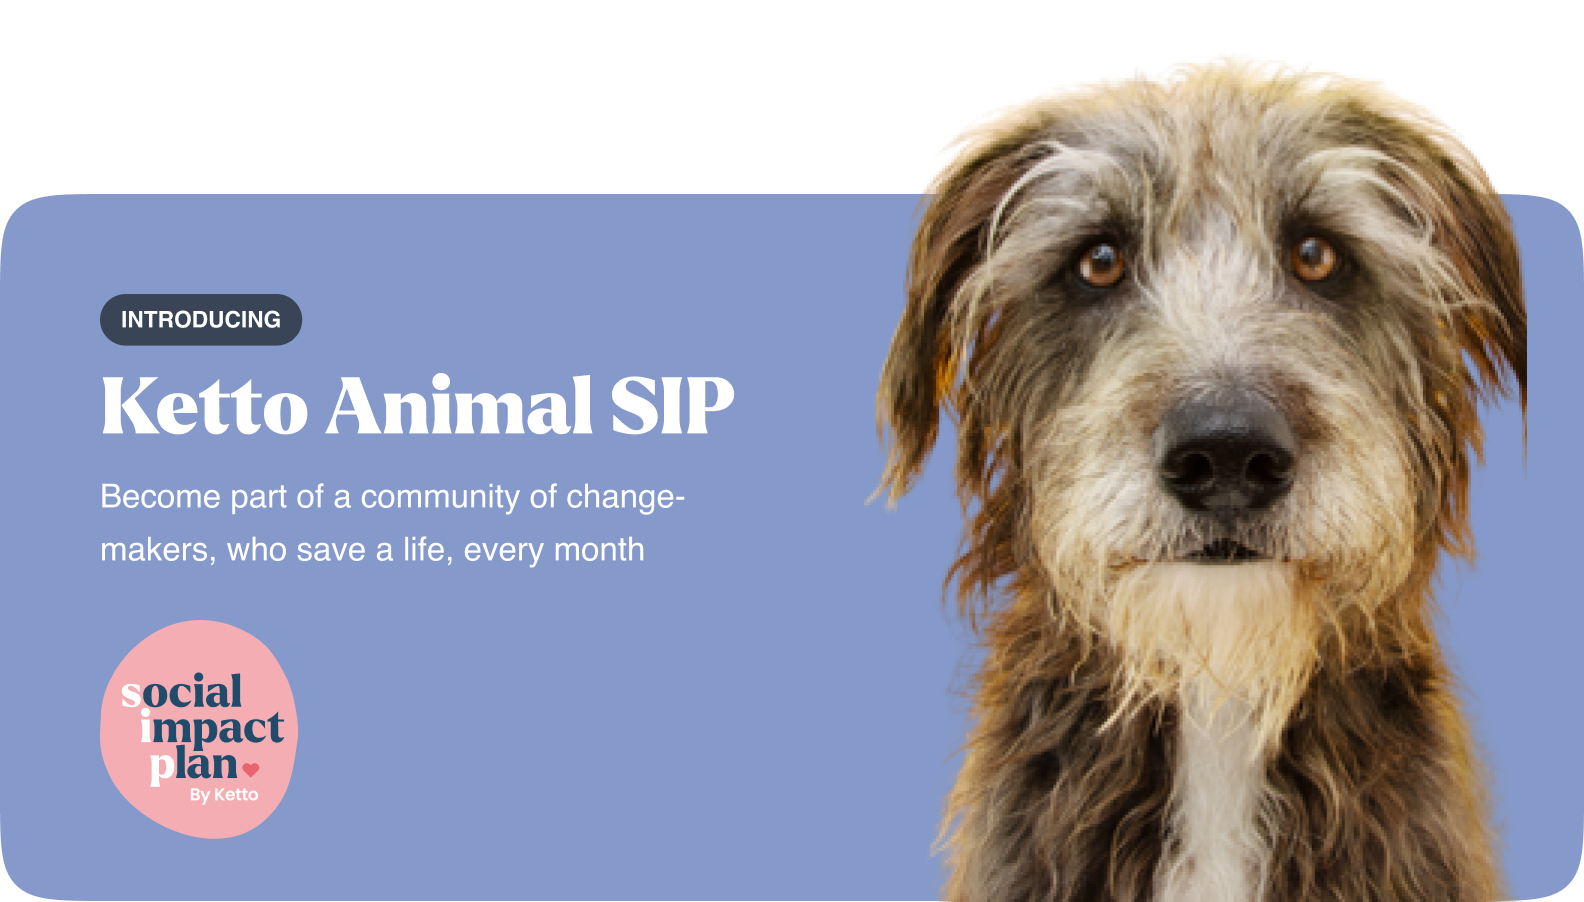 INTRODUCING
Ketto Animal SIP
Become part of a community of change-
makers, who save a life, every month
social
impact
plan
By Ketto